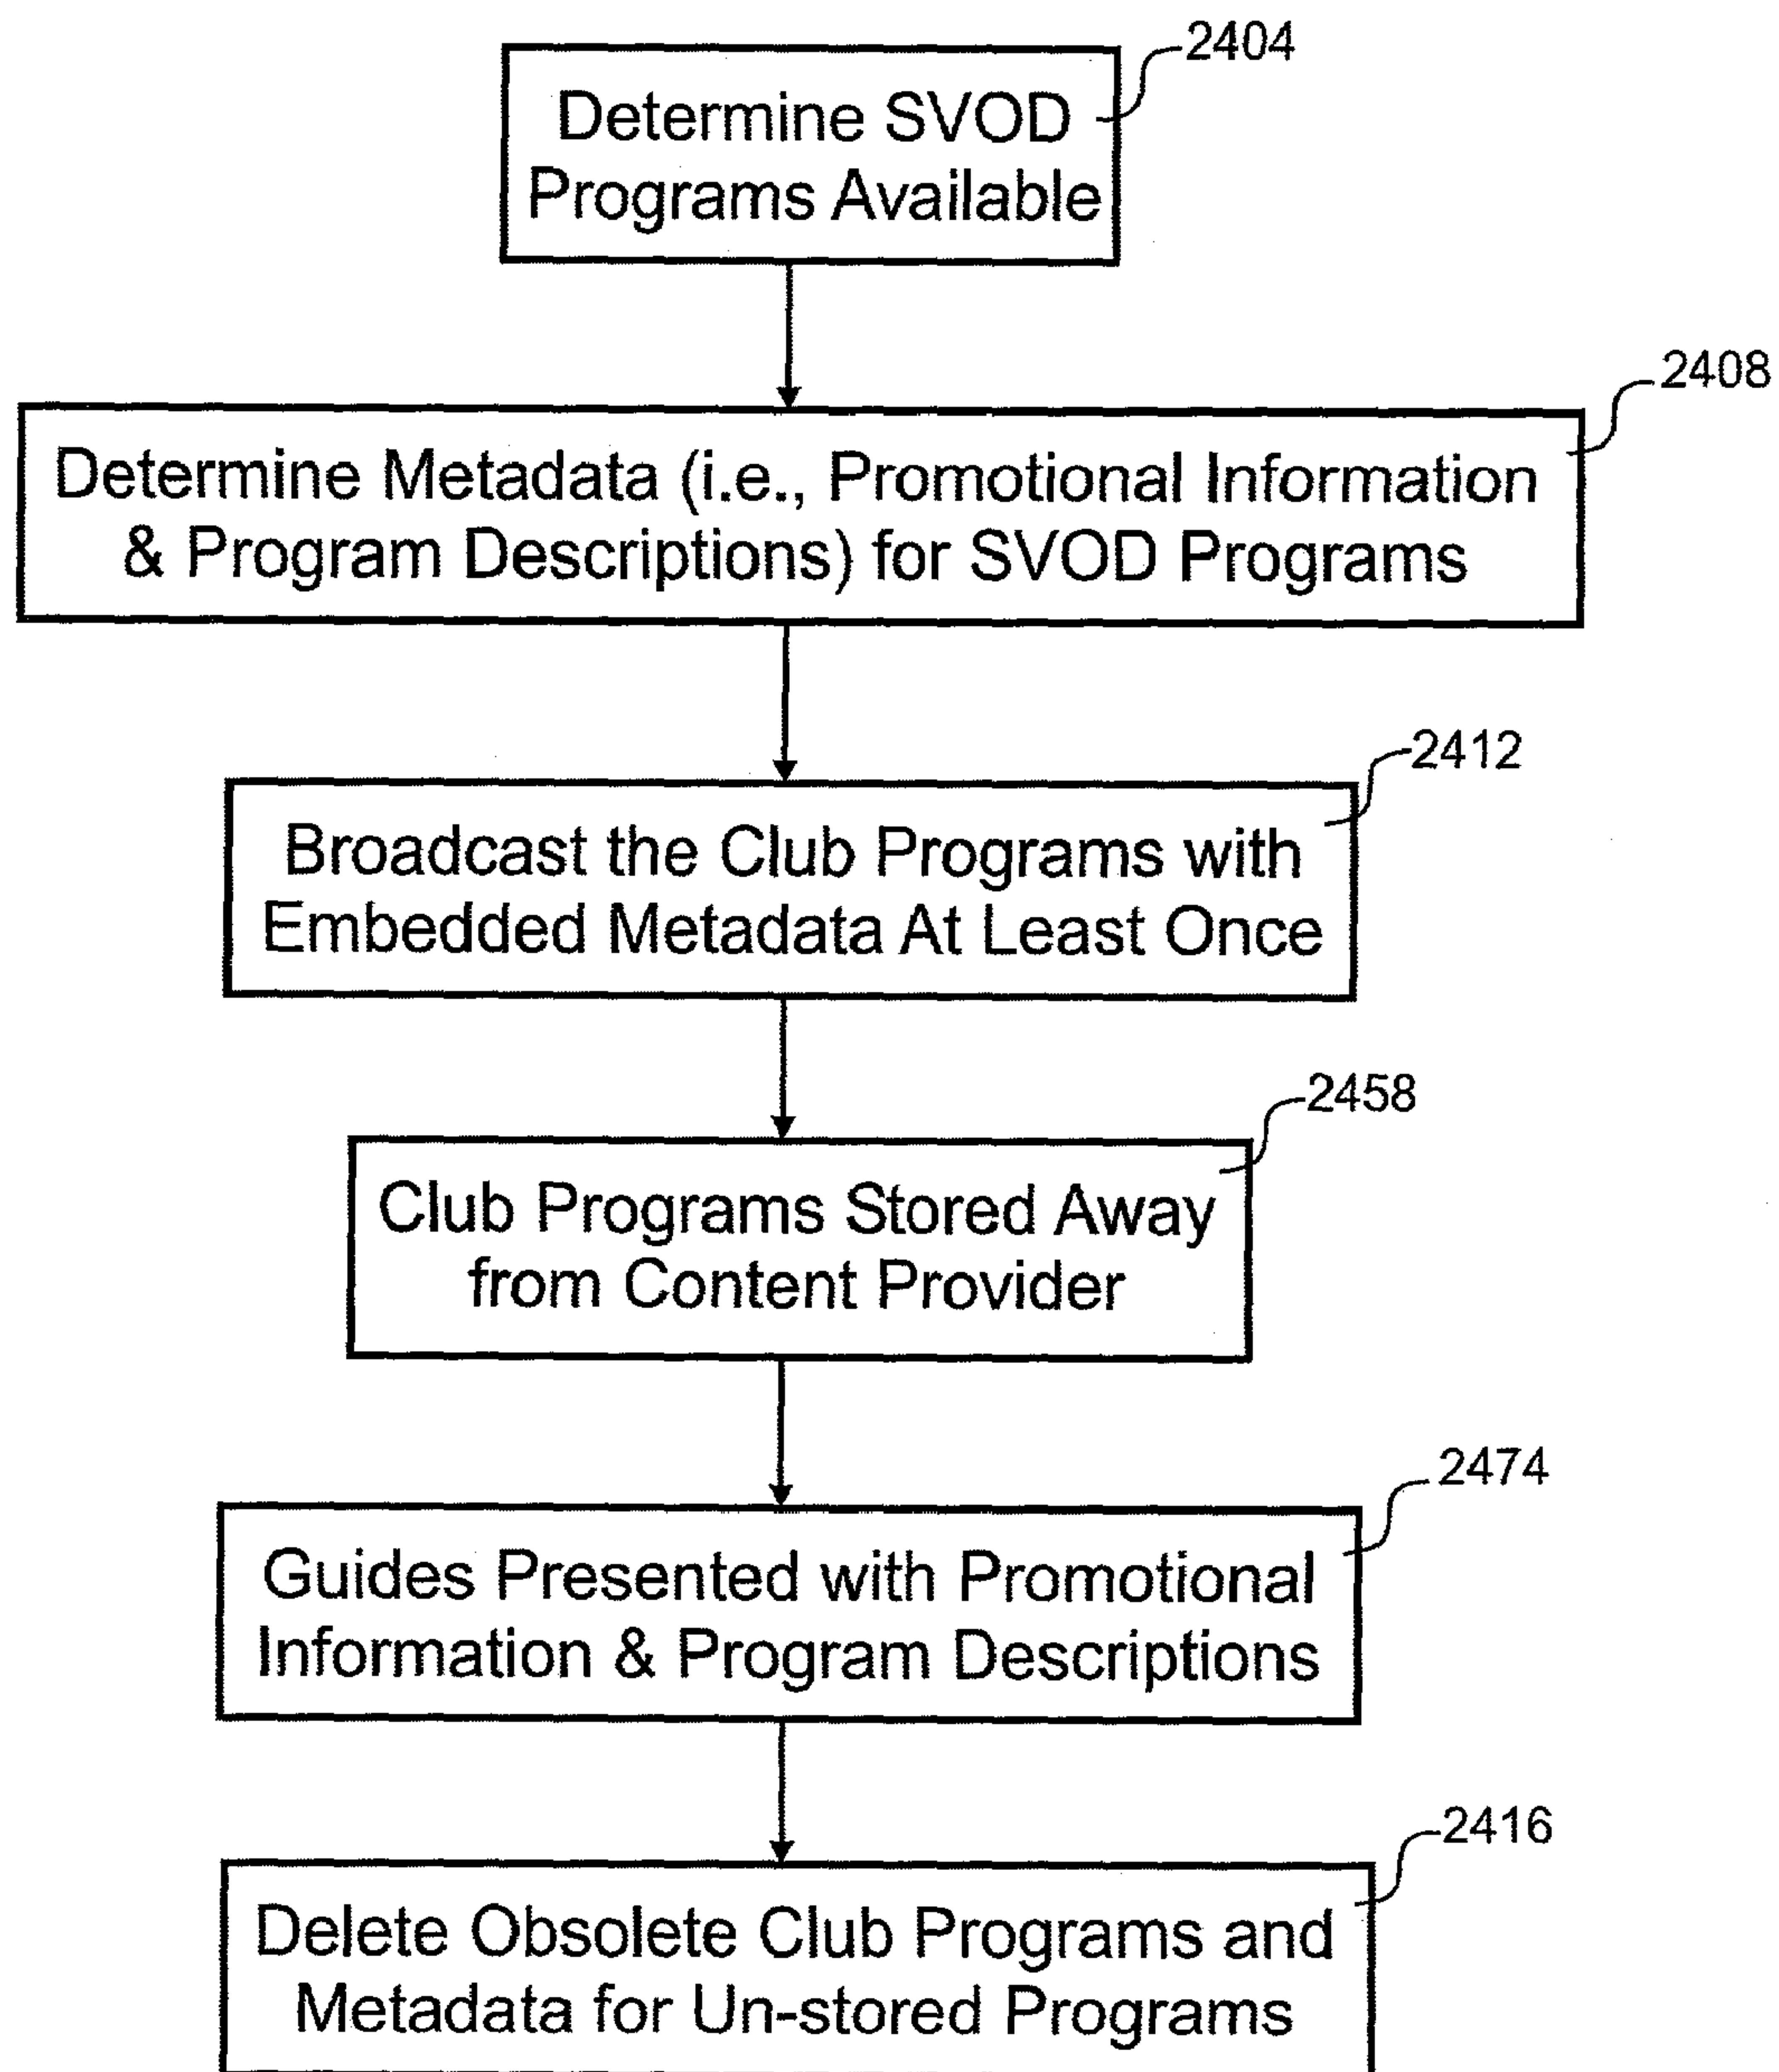 2404
Determine SVOD
Programs Available
2408
Determine Metadata (i.e., Promotional Information
& Program Descriptions) for SVOD Programs
2412
Broadcast the Club Programs with
Embedded Metadata At Least Once
2458
Club Programs Stored Away
from Content Provider
2474
Guides Presented with Promotional
Information & Program Descriptions
2416
Delete Obsolete Club Programs and
Metadata for Un-stored Programs